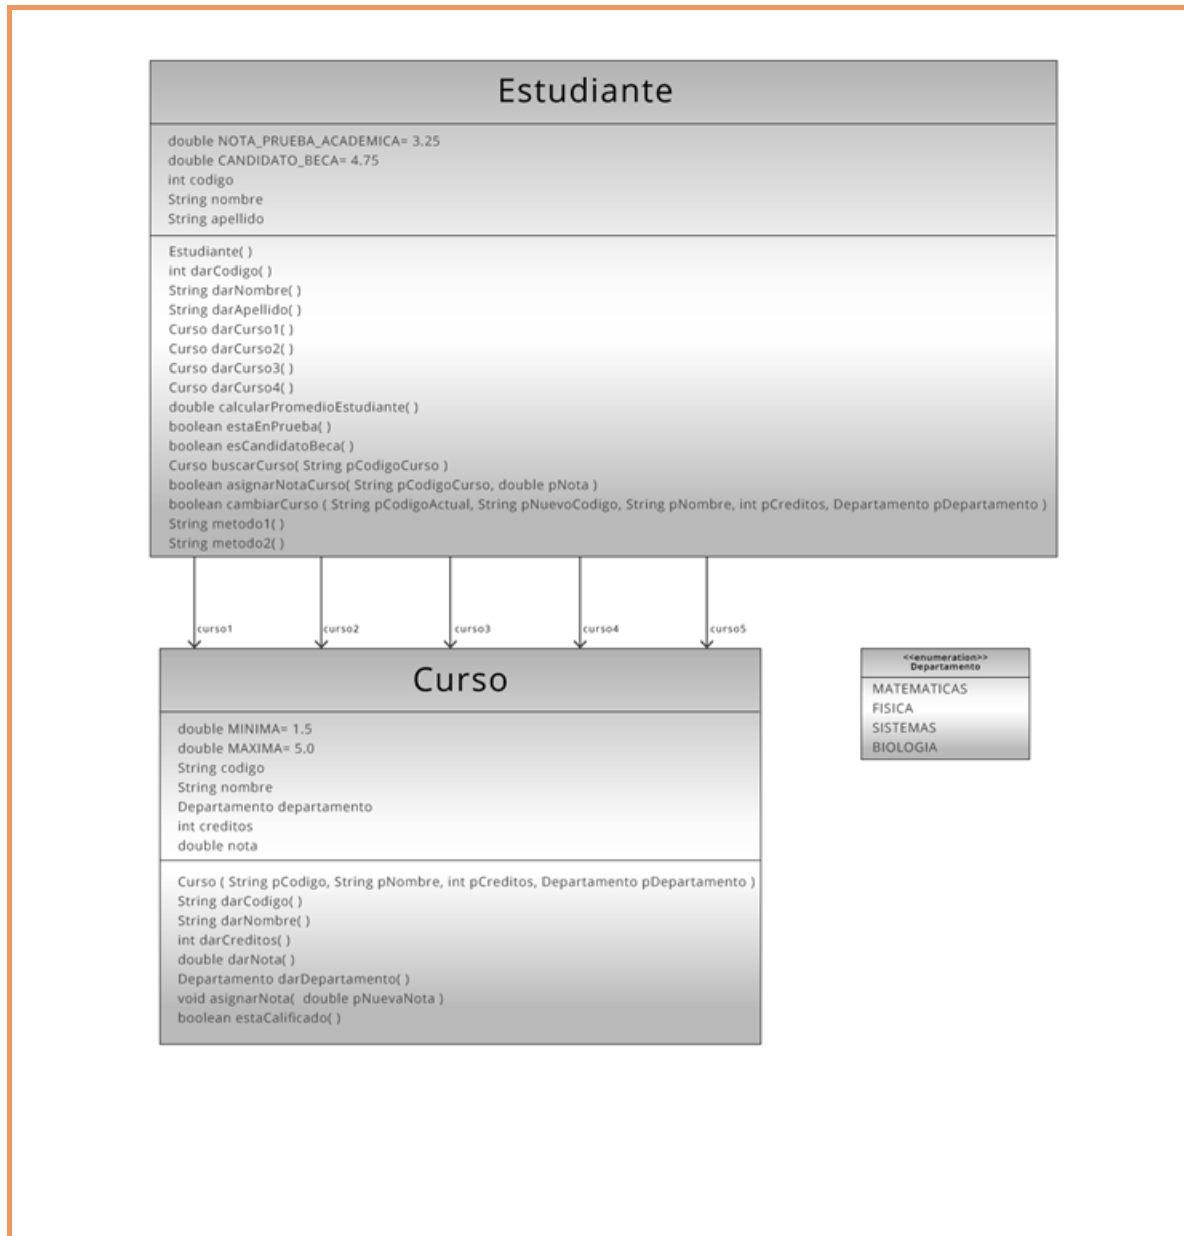 Estudiante
double NOTA_PRUEBA_ACADEMICA= 3.25
double CANDIDATO_BECA= 4.75
int codigo
String nombre
String apellido
Estudiante( )
int darCodigo( )
String darNombre( )
String darApellido( )
Curso darCurso1( )
Curso darCurso2( )
Curso darCurso3( )
Curso darCurso4( )
double calcularPromedioEstudiante( )
boolean estaEnPrueba( )
boolean esCandidatoBeca( )
Curso buscarCurso( String pCodigoCurso )
boolean asignarNotaCurso( String pCodigoCurso, double pNota )
boolean cambiarCurso ( String pCodigoActual, String pNuevoCodigo, String pNombre, int pCreditos, Departamento pDepartamento )
String metodo1( )
String metodo2( )
curso1
curso2
curso3
curso4
curso5
Curso
double MINIMA= 1.5
double MAXIMA= 5.0
String codigo
String nombre
Departamento departamento
int creditos
double nota
Curso ( String pCodigo, String pNombre, int pCreditos, Departamento pDepartamento )
String darCodigo( )
String darNombre( )
int darCreditos( )
double darNota( )
Departamento darDepartamento( )
void asignarNota(  double pNuevaNota )
boolean estaCalificado( )
<<enumeration>>
Departamento
MATEMATICAS
FISICA
SISTEMAS
BIOLOGIA